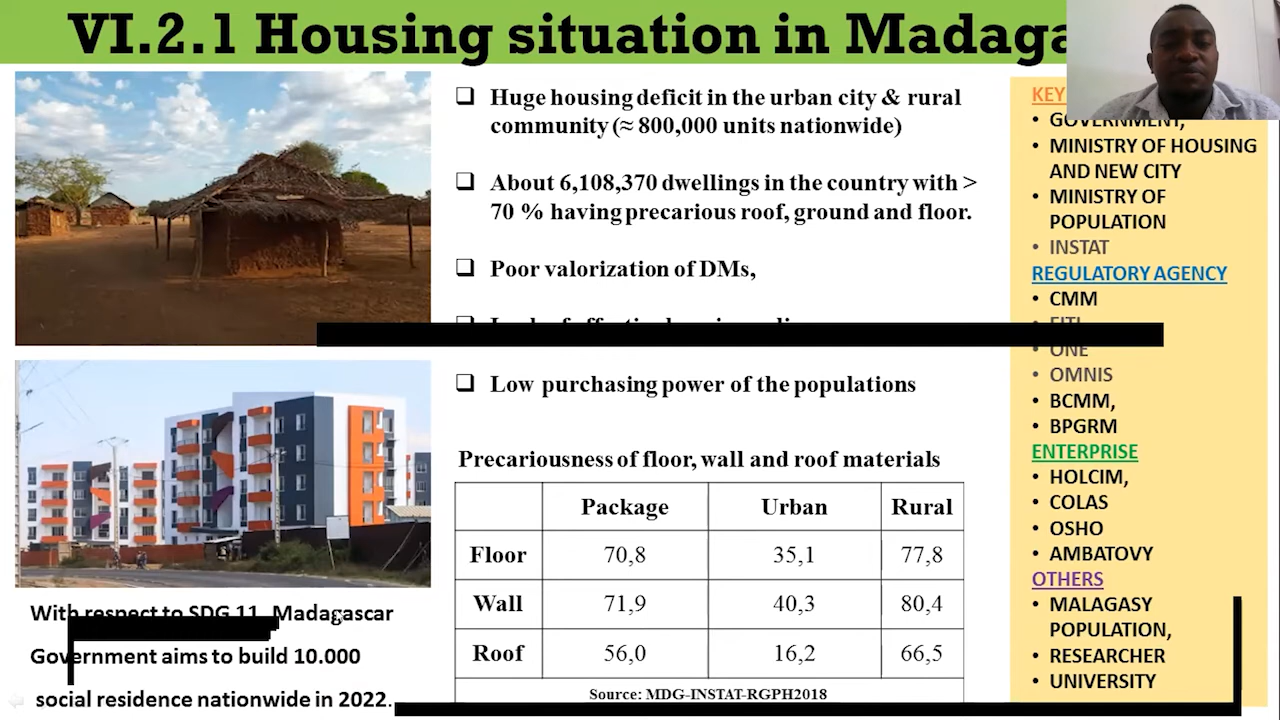 VI.2.1 Housing situation in
❑ Huge housing deficit in the urban city & rural
community (≈ 800,000 units nationwide)
❑ About 6,108,370 dwellings in the country with >
70 % having precarious roof, ground and floor.
❑ Poor valorization of DMs,
❑ Low purchasing power of the populations
Precariousness of floor, wall and roof materials
Package Urban Rural
Floor 70,8 35,1 77,8
Wall 71,9 40,3 80,4
Roof 56,0 16,2 66,5
Source: MDG-INSTAT-RGPH2018
With respect to SDG 11, Madagascar
Government aims to build 10.000
social residence nationwide in 2022.
KEY
• GOVERNMENT,
• MINISTRY OF HOUSING
AND NEW CITY
• MINISTRY OF
POPULATION
• INSTAT
REGULATORY AGENCY
• CMM
• EITI
• ONE
• OMNIS
• BCMM,
• BPGRM
ENTERPRISE
• HOLCIM,
• COLAS
• OSHO
• AMBATOVY
OTHERS
• MALAGASY
POPULATION,
• RESEARCHER
• UNIVERSITY